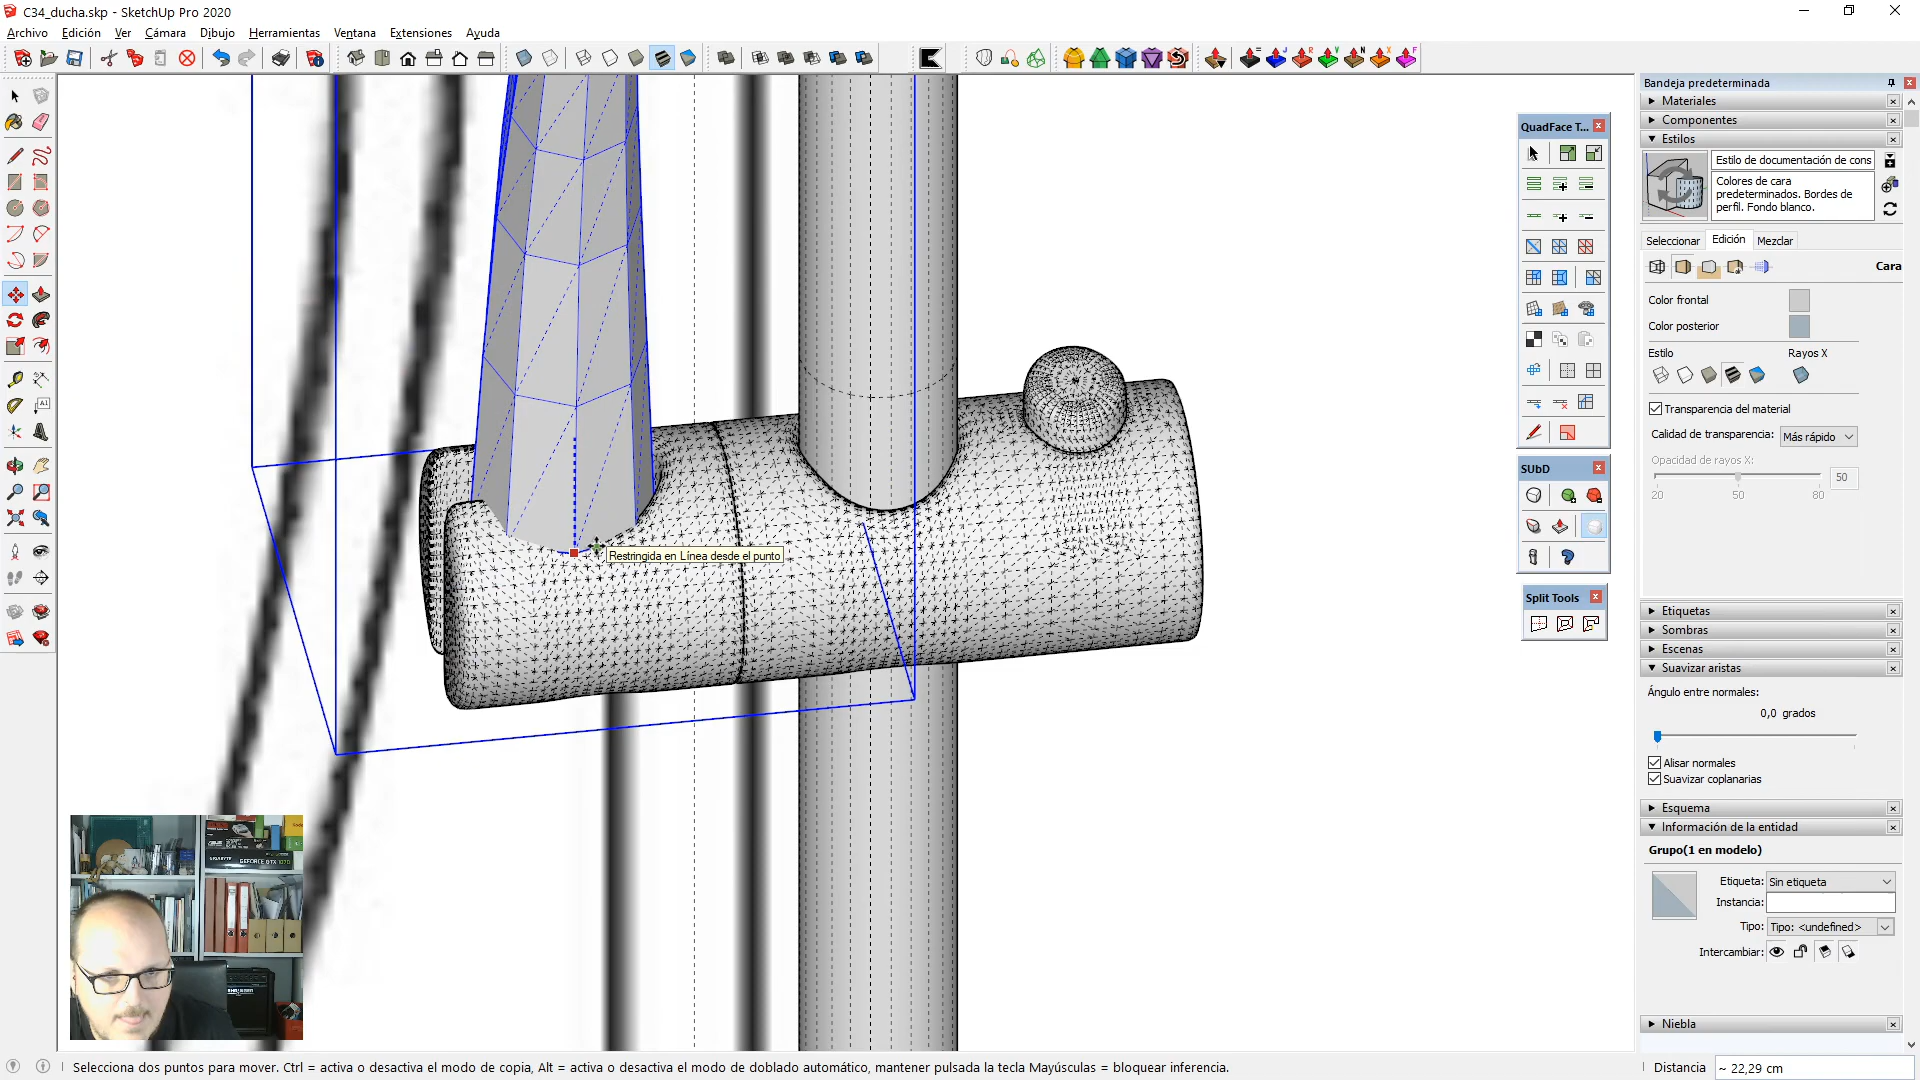 C34_ducha.skp - SketchUp Pro 2020
Archivo Edición Ver Cámara Dibujo Herramientas Ventana Extensiones Ayuda
Bandeja predeterminada
Materiales
Componentes
Estilos
Estilo de documentación de cons
Colores de cara
predeterminados. Bordes de
perfil. Fondo blanco.
Seleccionar Edición Mezclar
Cara
Color frontal
Color posterior
Estilo Rayos X
Transparencia del material
Calidad de transparencia: Más rápido
Opacidad de rayos X:
50
20 50 80
Etiquetas
Sombras
Escenas
Suavizar aristas
Ángulo entre normales:
0,0 grados
Alisar normales
Suavizar coplanarias
Esquema
Información de la entidad
Grupo(1 en modelo)
Etiqueta: Sin etiqueta
Instancia:
Tipo: Tipo: <undefined>
Intercambiar:
Niebla
QuadFace T...
SUbD
Split Tools
Restringida en Línea desde el punto
GIGABYTE GEFORCE GTX 1070
Selecciona dos puntos para mover. Ctrl = activa o desactiva el modo de copia, Alt = activa o desactiva el modo de doblado automático, mantener pulsada la tecla Mayúsculas = bloquear inferencia.
Distancia ~ 22,29 cm